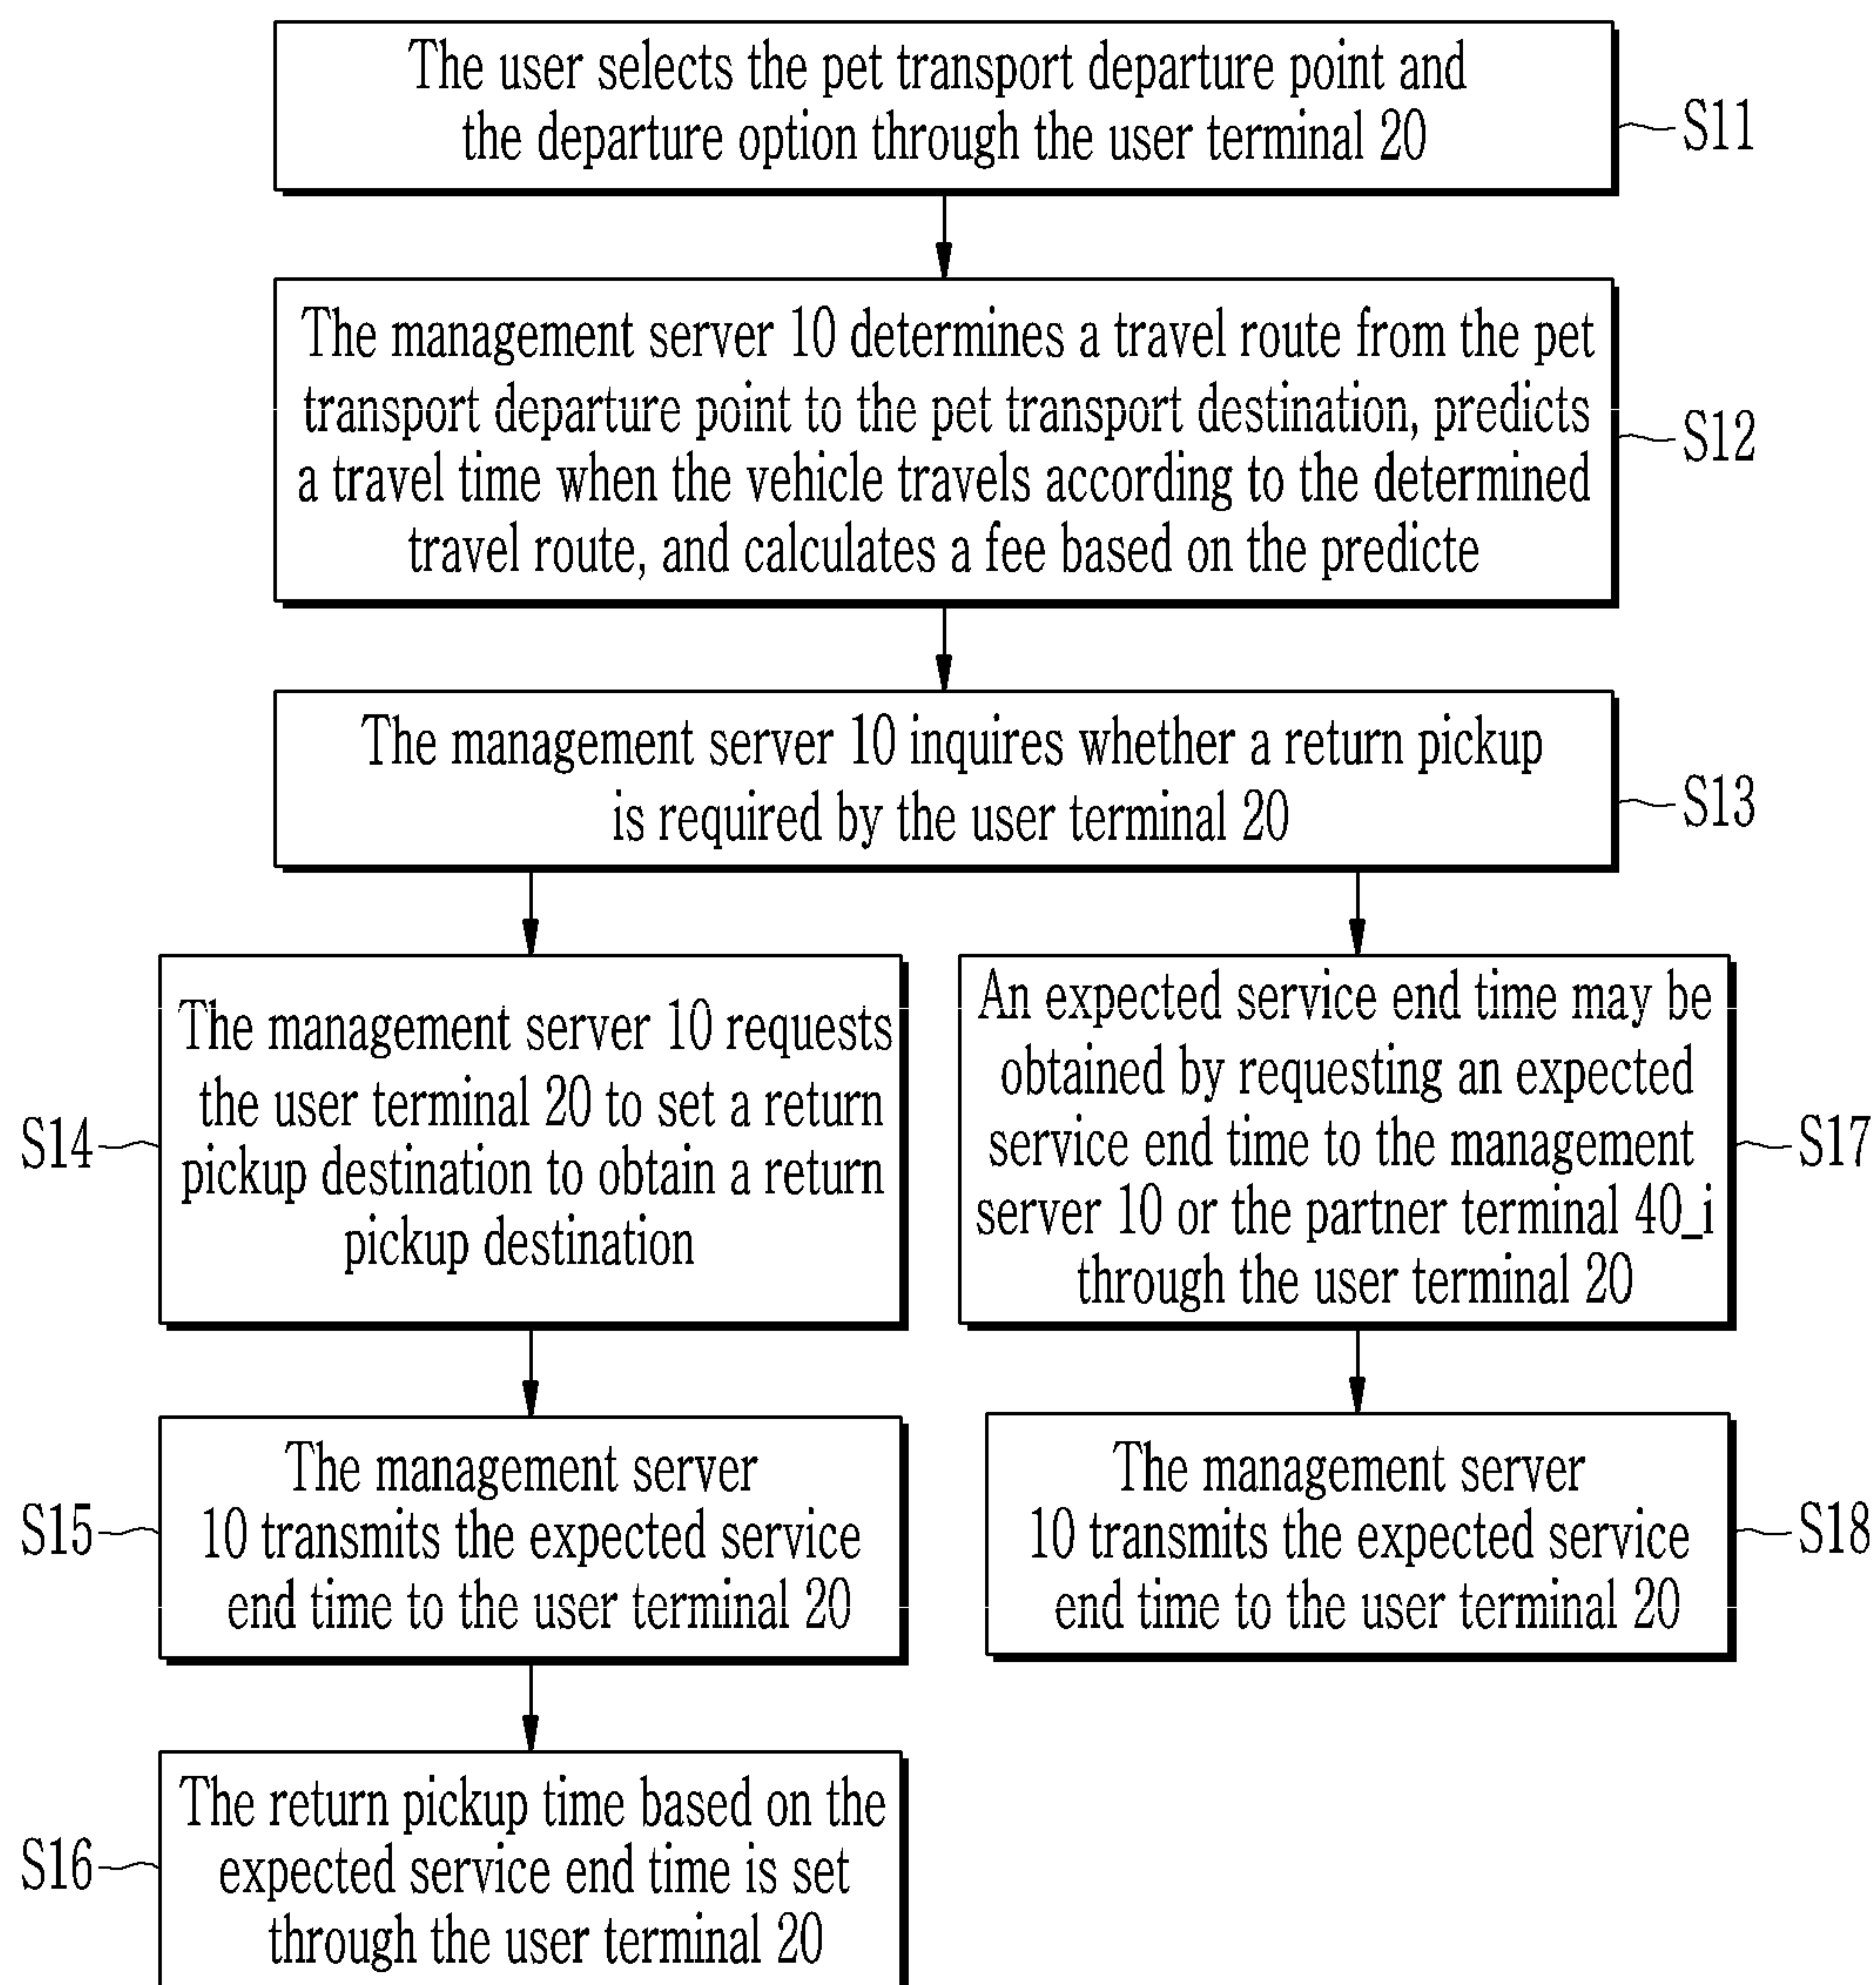 The user selects the pet transport departure point and
the departure option through the user terminal 20
S11
The management server 10 determines a travel route from the pet
transport departure point to the pet transport destination, predicts
a travel time when the vehicle travels according to the determined
travel route, and calculates a fee based on the predicte
S12
The management server 10 inquires whether a return pickup
is required by the user terminal 20
S13
The management server 10 requests
the user terminal 20 to set a return
pickup destination to obtain a return
pickup destination
S14
An expected service end time may be
obtained by requesting an expected
service end time to the management
server 10 or the partner terminal 40_i
through the user terminal 20
S17
The management server
10 transmits the expected service
end time to the user terminal 20
S15
The management server
10 transmits the expected service
end time to the user terminal 20
S18
The return pickup time based on the
expected service end time is set
through the user terminal 20
S16